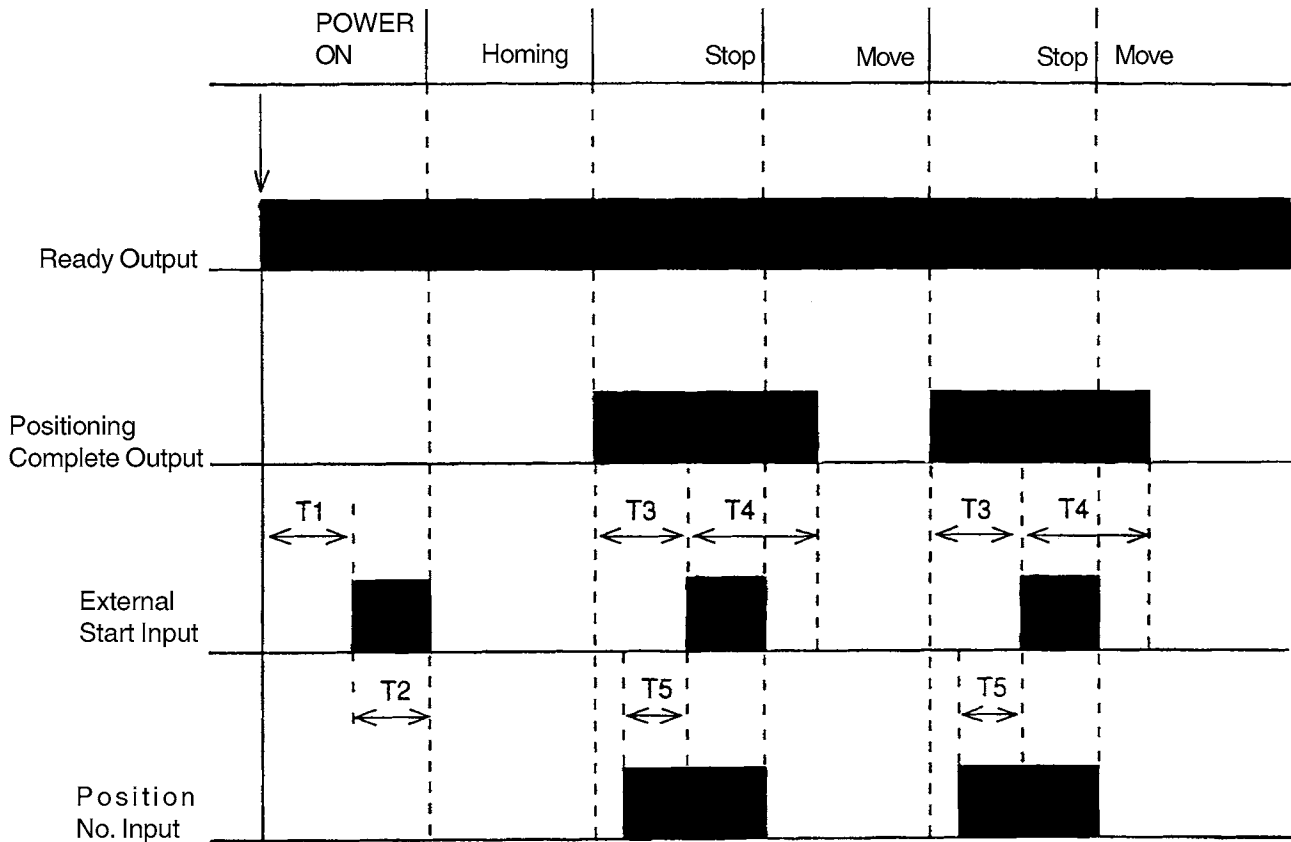 POWER
ON
Homing
Stop
Move
Stop
Move
Ready Output
Positioning
Complete Output
T1
T3
T4
T3
T4
External
Start Input
T2
T5
T5
Position
No. Input